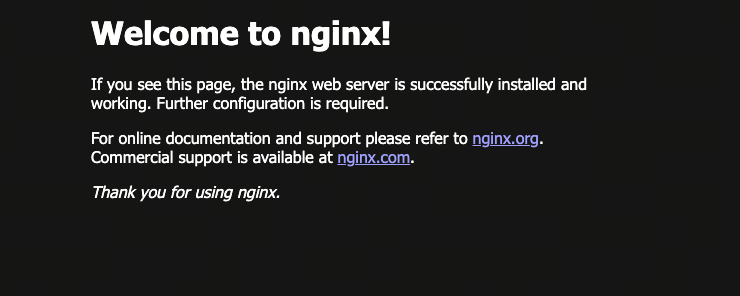 Welcome to nginx!
If you see this page, the nginx web server is successfully installed and
working. Further configuration is required.
For online documentation and support please refer to nginx.org.
Commercial support is available at nginx.com.
Thank you for using nginx.